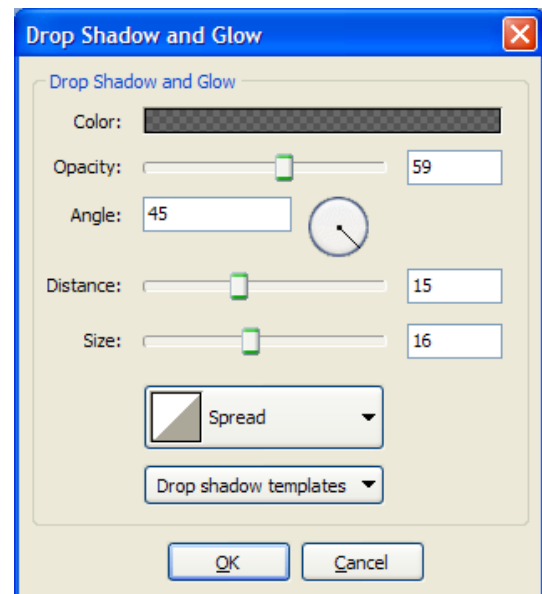 Drop Shadow and Glow
Drop Shadow and Glow
Color:
Opacity: 59
Angle: 45
Distance: 15
Size: 16
Spread
Drop shadow templates
OK Cancel